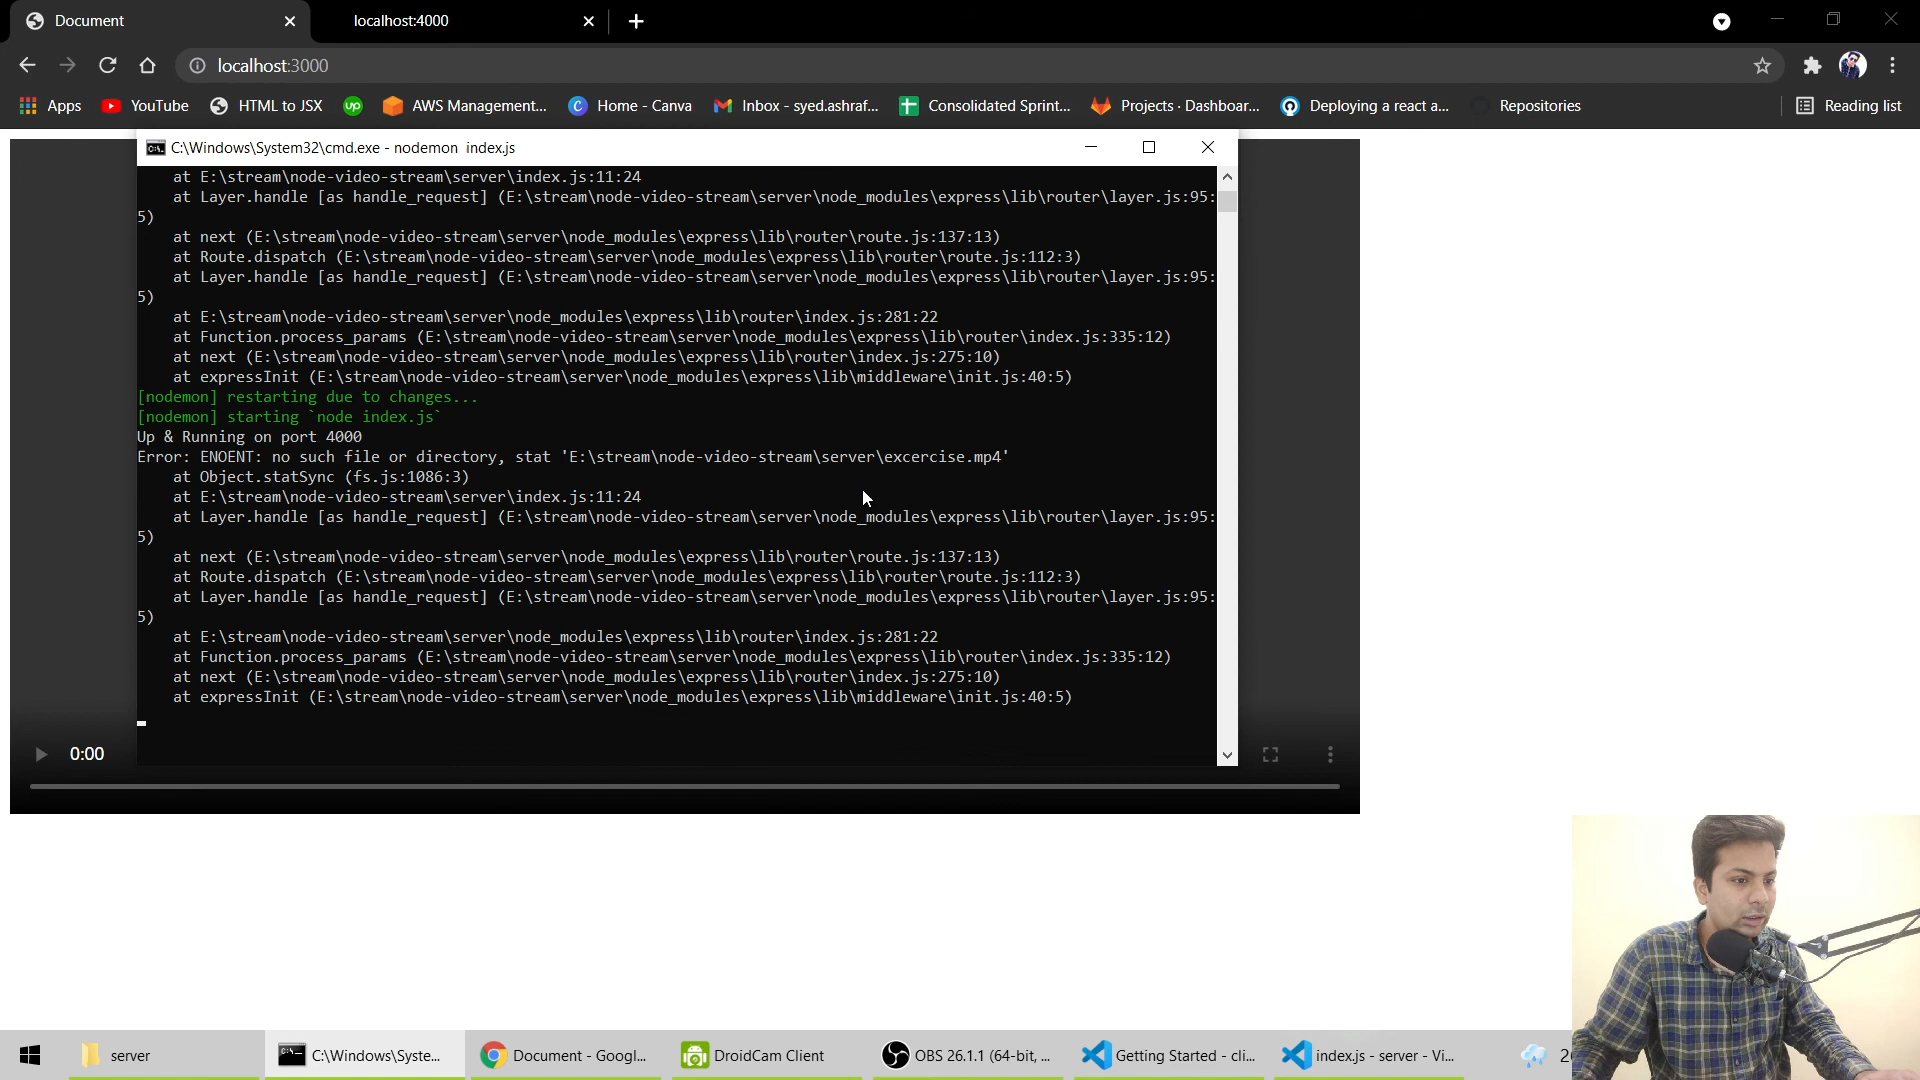 Document
localhost:4000
localhost:3000
Apps
YouTube
HTML to JSX
up
AWS Management...
C
Home - Canva
Inbox - syed.ashraf...
Consolidated Sprint...
Projects · Dashboar...
Deploying a react a...
Repositories
Reading list
C:\Windows\System32\cmd.exe - nodemon  index.js
at E:\stream\node-video-stream\server\index.js:11:24
at Layer.handle [as handle_request] (E:\stream\node-video-stream\server\node_modules\express\lib\router\layer.js:95:
5)
at next (E:\stream\node-video-stream\server\node_modules\express\lib\router\route.js:137:13)
at Route.dispatch (E:\stream\node-video-stream\server\node_modules\express\lib\router\route.js:112:3)
at Layer.handle [as handle_request] (E:\stream\node-video-stream\server\node_modules\express\lib\router\layer.js:95:
5)
at E:\stream\node-video-stream\server\node_modules\express\lib\router\index.js:281:22
at Function.process_params (E:\stream\node-video-stream\server\node_modules\express\lib\router\index.js:335:12)
at next (E:\stream\node-video-stream\server\node_modules\express\lib\router\index.js:275:10)
at expressInit (E:\stream\node-video-stream\server\node_modules\express\lib\middleware\init.js:40:5)
[nodemon] restarting due to changes...
[nodemon] starting `node index.js`
Up & Running on port 4000
Error: ENOENT: no such file or directory, stat 'E:\stream\node-video-stream\server\excercise.mp4'
at Object.statSync (fs.js:1086:3)
at E:\stream\node-video-stream\server\index.js:11:24
at Layer.handle [as handle_request] (E:\stream\node-video-stream\server\node_modules\express\lib\router\layer.js:95:
5)
at next (E:\stream\node-video-stream\server\node_modules\express\lib\router\route.js:137:13)
at Route.dispatch (E:\stream\node-video-stream\server\node_modules\express\lib\router\route.js:112:3)
at Layer.handle [as handle_request] (E:\stream\node-video-stream\server\node_modules\express\lib\router\layer.js:95:
5)
at E:\stream\node-video-stream\server\node_modules\express\lib\router\index.js:281:22
at Function.process_params (E:\stream\node-video-stream\server\node_modules\express\lib\router\index.js:335:12)
at next (E:\stream\node-video-stream\server\node_modules\express\lib\router\index.js:275:10)
at expressInit (E:\stream\node-video-stream\server\node_modules\express\lib\middleware\init.js:40:5)
0:00
server
C:\Windows\Syste...
Document - Googl...
DroidCam Client
OBS 26.1.1 (64-bit, ...
Getting Started - cli...
index.js - server - Vi...